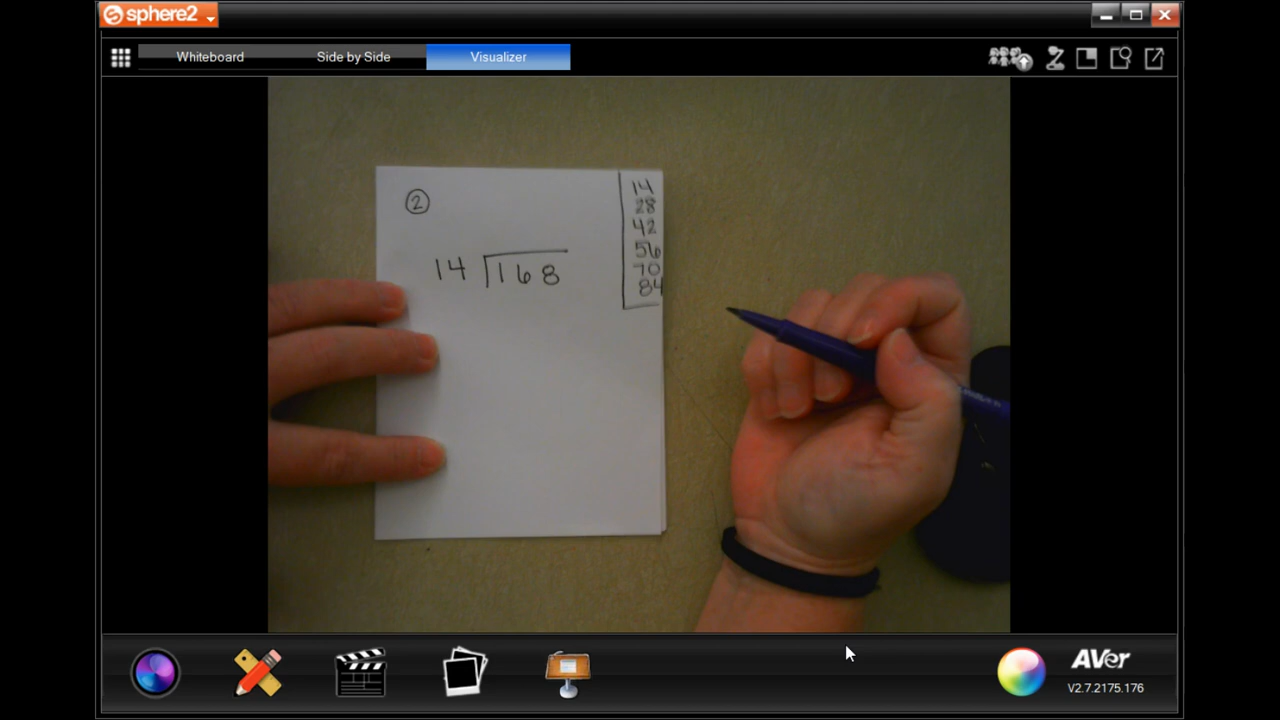 sphere2
Whiteboard Side by Side Visualizer
②
14 168
14
28
42
56
70
84
AVer
V2.7.2175.176